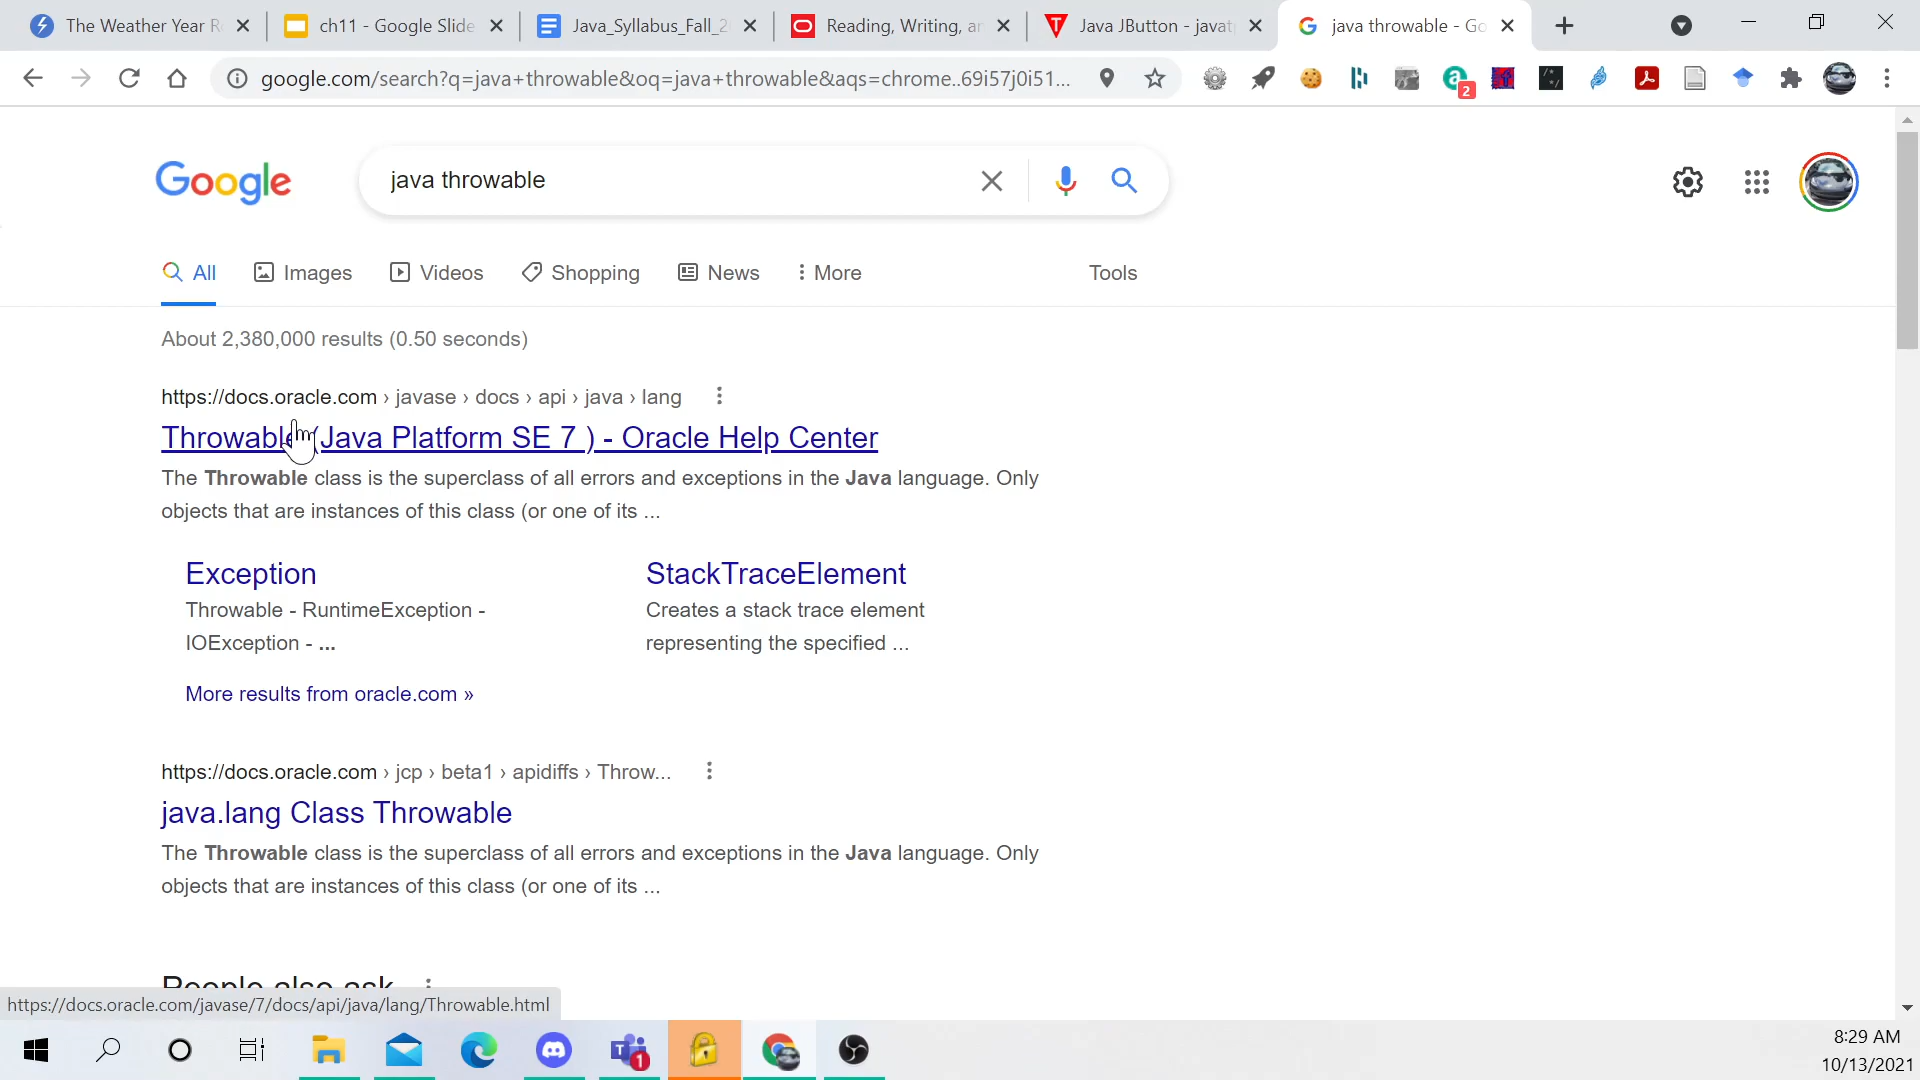 The Weather Year R
ch11 - Google Slide
Java_Syllabus_Fall_2
Reading, Writing, an
Java JButton - javatp
java throwable - Go
google.com/search?q=java+throwable&oq=java+throwable&aqs=chrome..69i57j0i51...
2
Google
java throwable
All
Images
Videos
Shopping
News
More
Tools
About 2,380,000 results (0.50 seconds)
https://docs.oracle.com › javase › docs › api › java › lang
Throwable (Java Platform SE 7 ) - Oracle Help Center
The Throwable class is the superclass of all errors and exceptions in the Java language. Only
objects that are instances of this class (or one of its ...
Exception
Throwable - RuntimeException -
IOException - ...
StackTraceElement
Creates a stack trace element
representing the specified ...
More results from oracle.com »
https://docs.oracle.com › jcp › beta1 › apidiffs › Throw...
java.lang Class Throwable
The Throwable class is the superclass of all errors and exceptions in the Java language. Only
objects that are instances of this class (or one of its ...
People also ask
https://docs.oracle.com/javase/7/docs/api/java/lang/Throwable.html
1
8:29 AM
10/13/2021